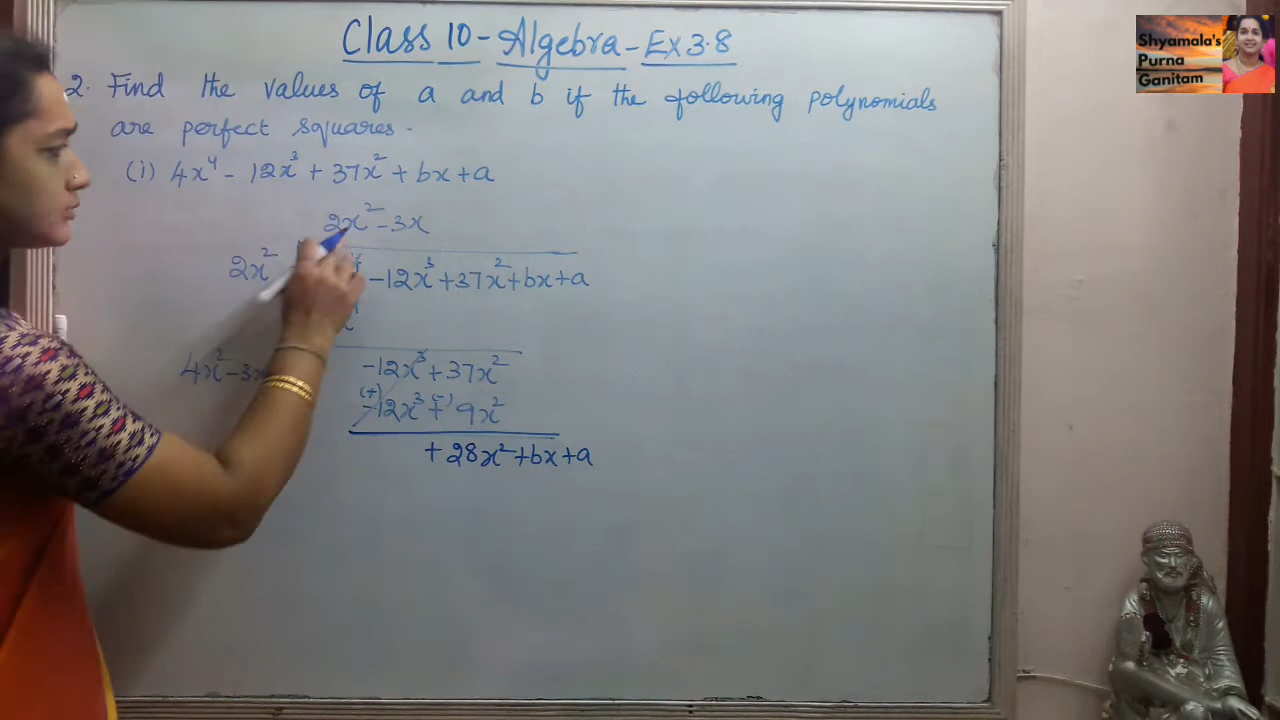 Class 10 - Algebra - Ex 3.8
2. Find the values of a and b if the following polynomials
are perfect squares.
(i) 4x⁴ - 12x³ + 37x² + bx + a
2x² - 3x
2x² -12x³ + 37x² + bx + a
4x² - 3x -12x³ + 37x²
(+) (-)
-12x³ + 9x²
+ 28x² + bx + a
Shyamala's
Purna
Ganitam